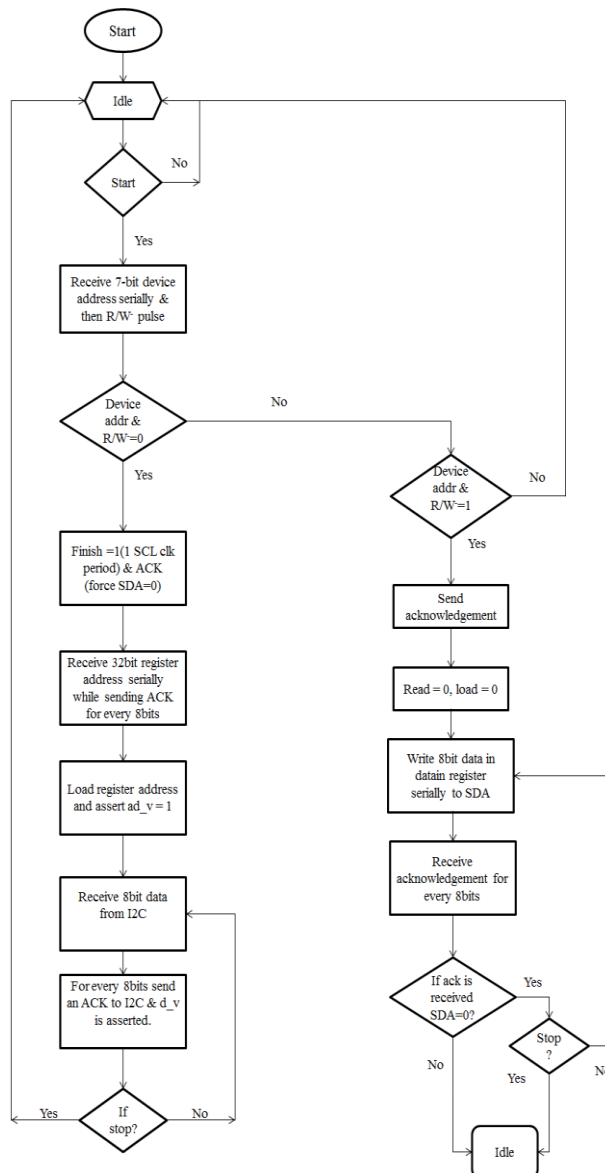 Start
Idle
No
Start
Yes
Receive 7-bit device
address serially &
then R/W- pulse
No
Device
addr &
R/W-=0
Yes
Device
addr &
R/W-=1
No
Yes
Finish =1(1 SCL clk
period) & ACK
(force SDA=0)
Send
acknowledgement
Receive 32bit register
address serially
while sending ACK
for every 8bits
Read = 0, load = 0
Load register address
and assert ad_v = 1
Write 8bit data in
datain register
serially to SDA
Receive 8bit data
from I2C
Receive
acknowledgement for
every 8bits
For every 8bits send
an ACK to I2C & d_v
is asserted.
If ack is
received
SDA=0?
Yes
Stop
?
No
No
Yes
Yes
If
stop?
No
Idle